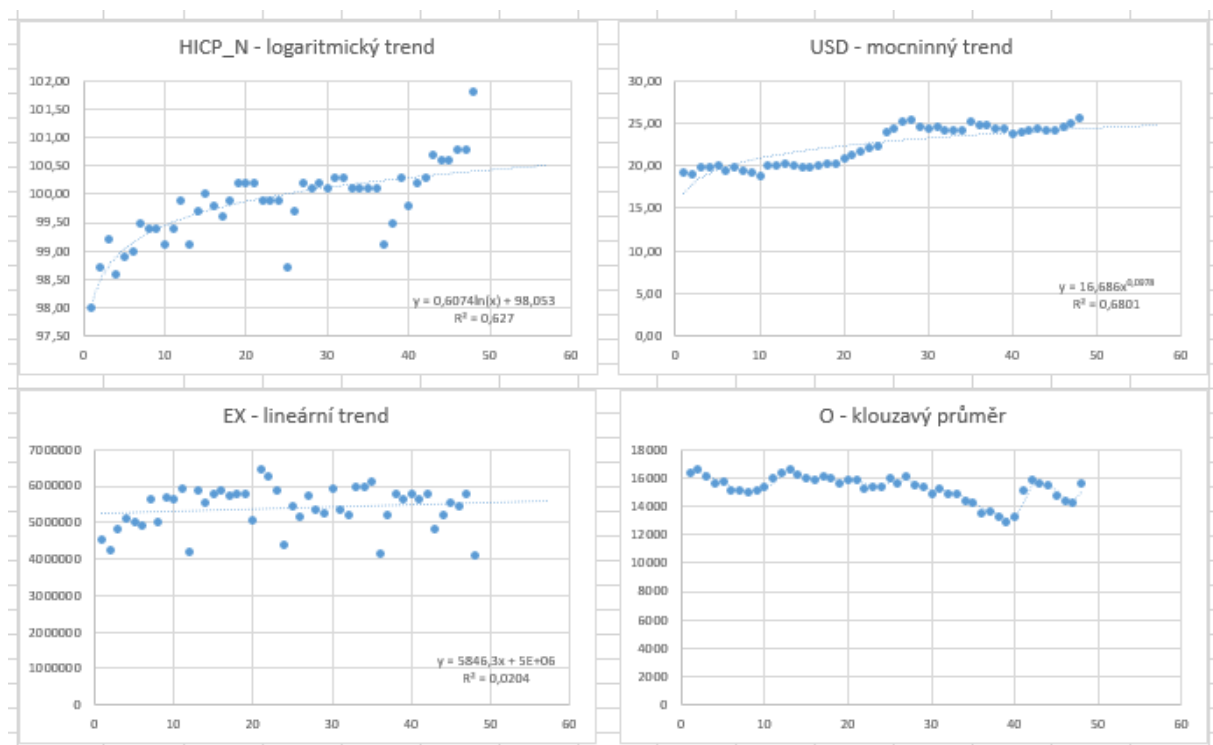 HICP_N - logaritmický trend
102,00
101,50
101,00
100,50
100,00
99,50
99,00
98,50
98,00
97,50
0 10 20 30 40 50 60
y = 0,6074ln(x) + 98,053
R² = 0,627
USD - mocninný trend
30,00
25,00
20,00
15,00
10,00
5,00
0,00
0 10 20 30 40 50 60
y = 16,686x^0,0978
R² = 0,6801
EX - lineární trend
7000000
6000000
5000000
4000000
3000000
2000000
1000000
0
0 10 20 30 40 50 60
y = 5846,3x + 5E+06
R² = 0,0204
O - klouzavý průměr
18000
16000
14000
12000
10000
8000
6000
4000
2000
0
0 10 20 30 40 50 60